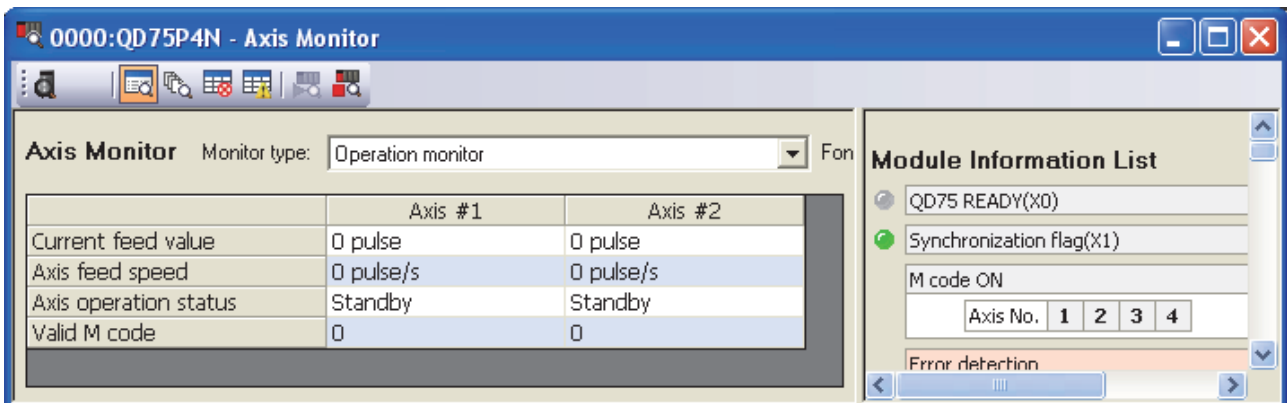 0000:QD75P4N - Axis Monitor
Axis Monitor Monitor type: Operation monitor Fon
Axis #1 Axis #2
Current feed value 0 pulse 0 pulse
Axis feed speed 0 pulse/s 0 pulse/s
Axis operation status Standby Standby
Valid M code 0 0
Module Information List
QD75 READY(X0)
Synchronization flag(X1)
M code ON
Axis No. 1 2 3 4
Error detection